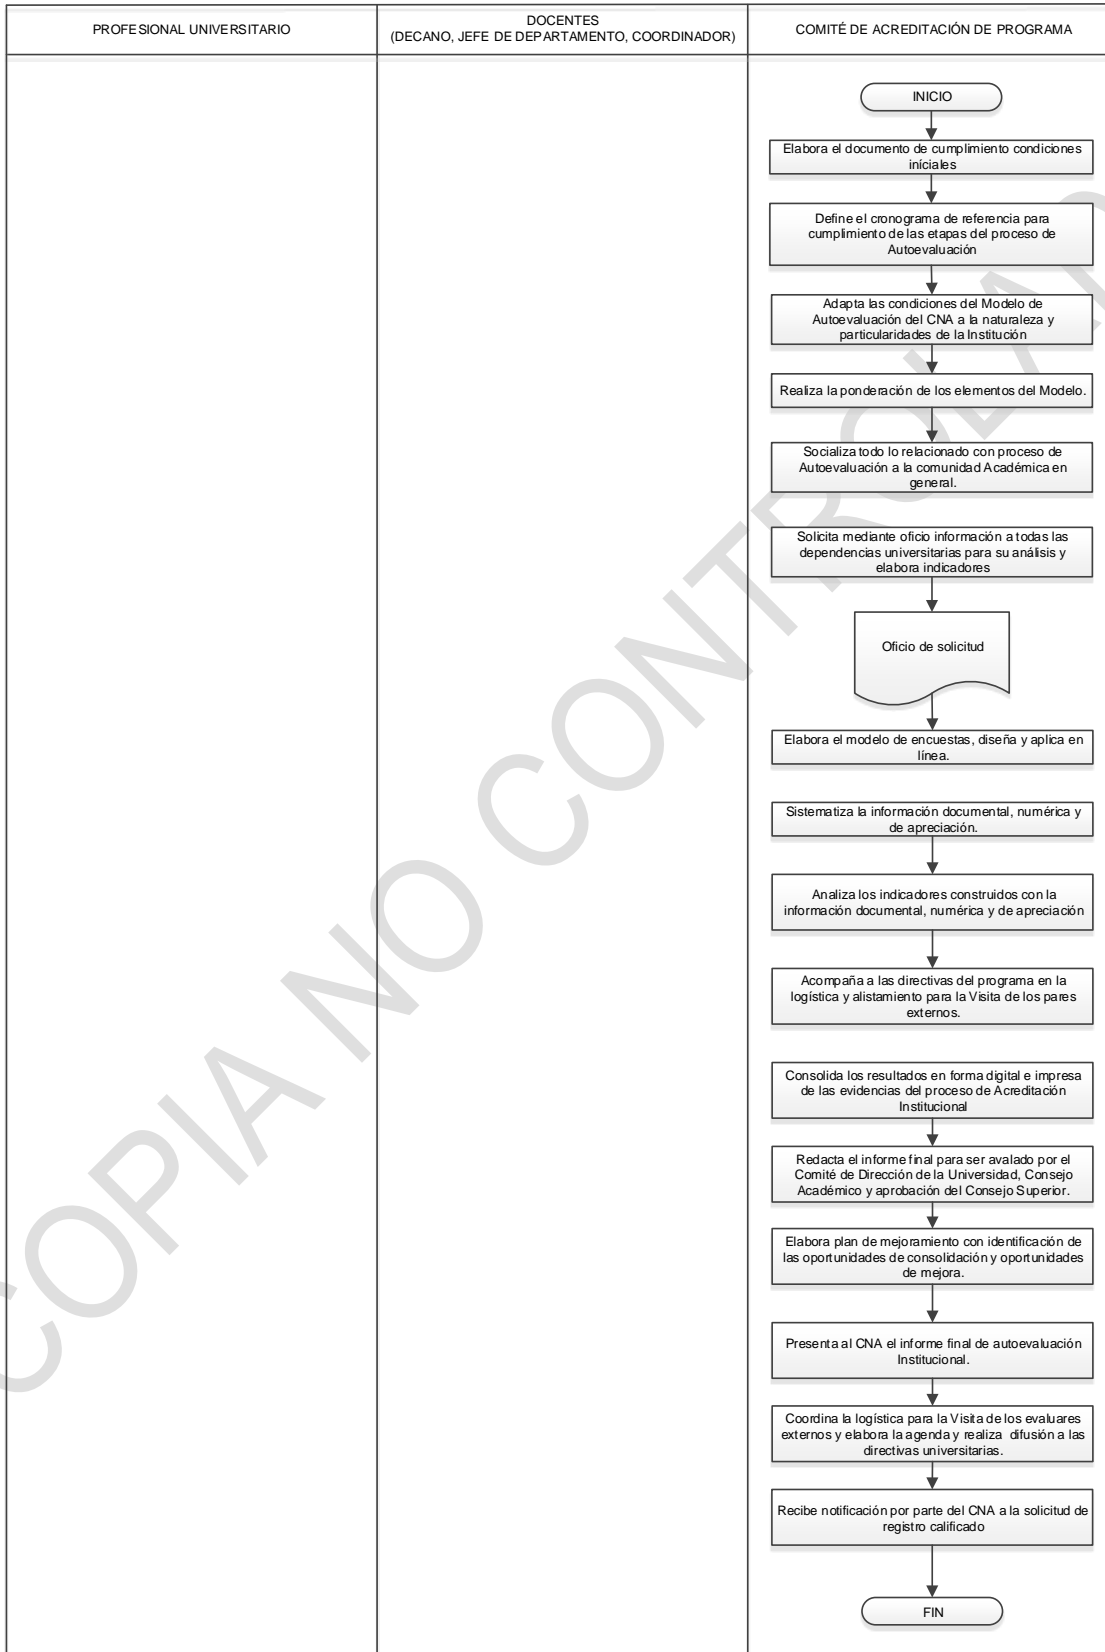 PROFESIONAL UNIVERSITARIO
DOCENTES
(DECANO, JEFE DE DEPARTAMENTO, COORDINADOR)
COMITÉ DE ACREDITACIÓN DE PROGRAMA
INICIO
Elabora el documento de cumplimiento condiciones
iníciales
Define el cronograma de referencia para
cumplimiento de las etapas del proceso de
Autoevaluación
Adapta las condiciones del Modelo de
Autoevaluación del CNA a la naturaleza y
particularidades de la Institución
Realiza la ponderación de los elementos del Modelo.
Socializa todo lo relacionado con proceso de
Autoevaluación a la comunidad Académica en
general.
Solicita mediante oficio información a todas las
dependencias universitarias para su análisis y
elabora indicadores
Oficio de solicitud
Elabora el modelo de encuestas, diseña y aplica en
línea.
Sistematiza la información documental, numérica y
de apreciación.
Analiza los indicadores construidos con la
información documental, numérica y de apreciación
Acompaña a las directivas del programa en la
logística y alistamiento para la Visita de los pares
externos.
Consolida los resultados en forma digital e impresa
de las evidencias del proceso de Acreditación
Institucional
Redacta el informe final para ser avalado por el
Comité de Dirección de la Universidad, Consejo
Académico y aprobación del Consejo Superior.
Elabora plan de mejoramiento con identificación de
las oportunidades de consolidación y oportunidades
de mejora.
Presenta al CNA el informe final de autoevaluación
Institucional.
Coordina la logística para la Visita de los evaluares
externos y elabora la agenda y realiza difusión a las
directivas universitarias.
Recibe notificación por parte del CNA a la solicitud de
registro calificado
FIN
COPIA NO CONTROLAD